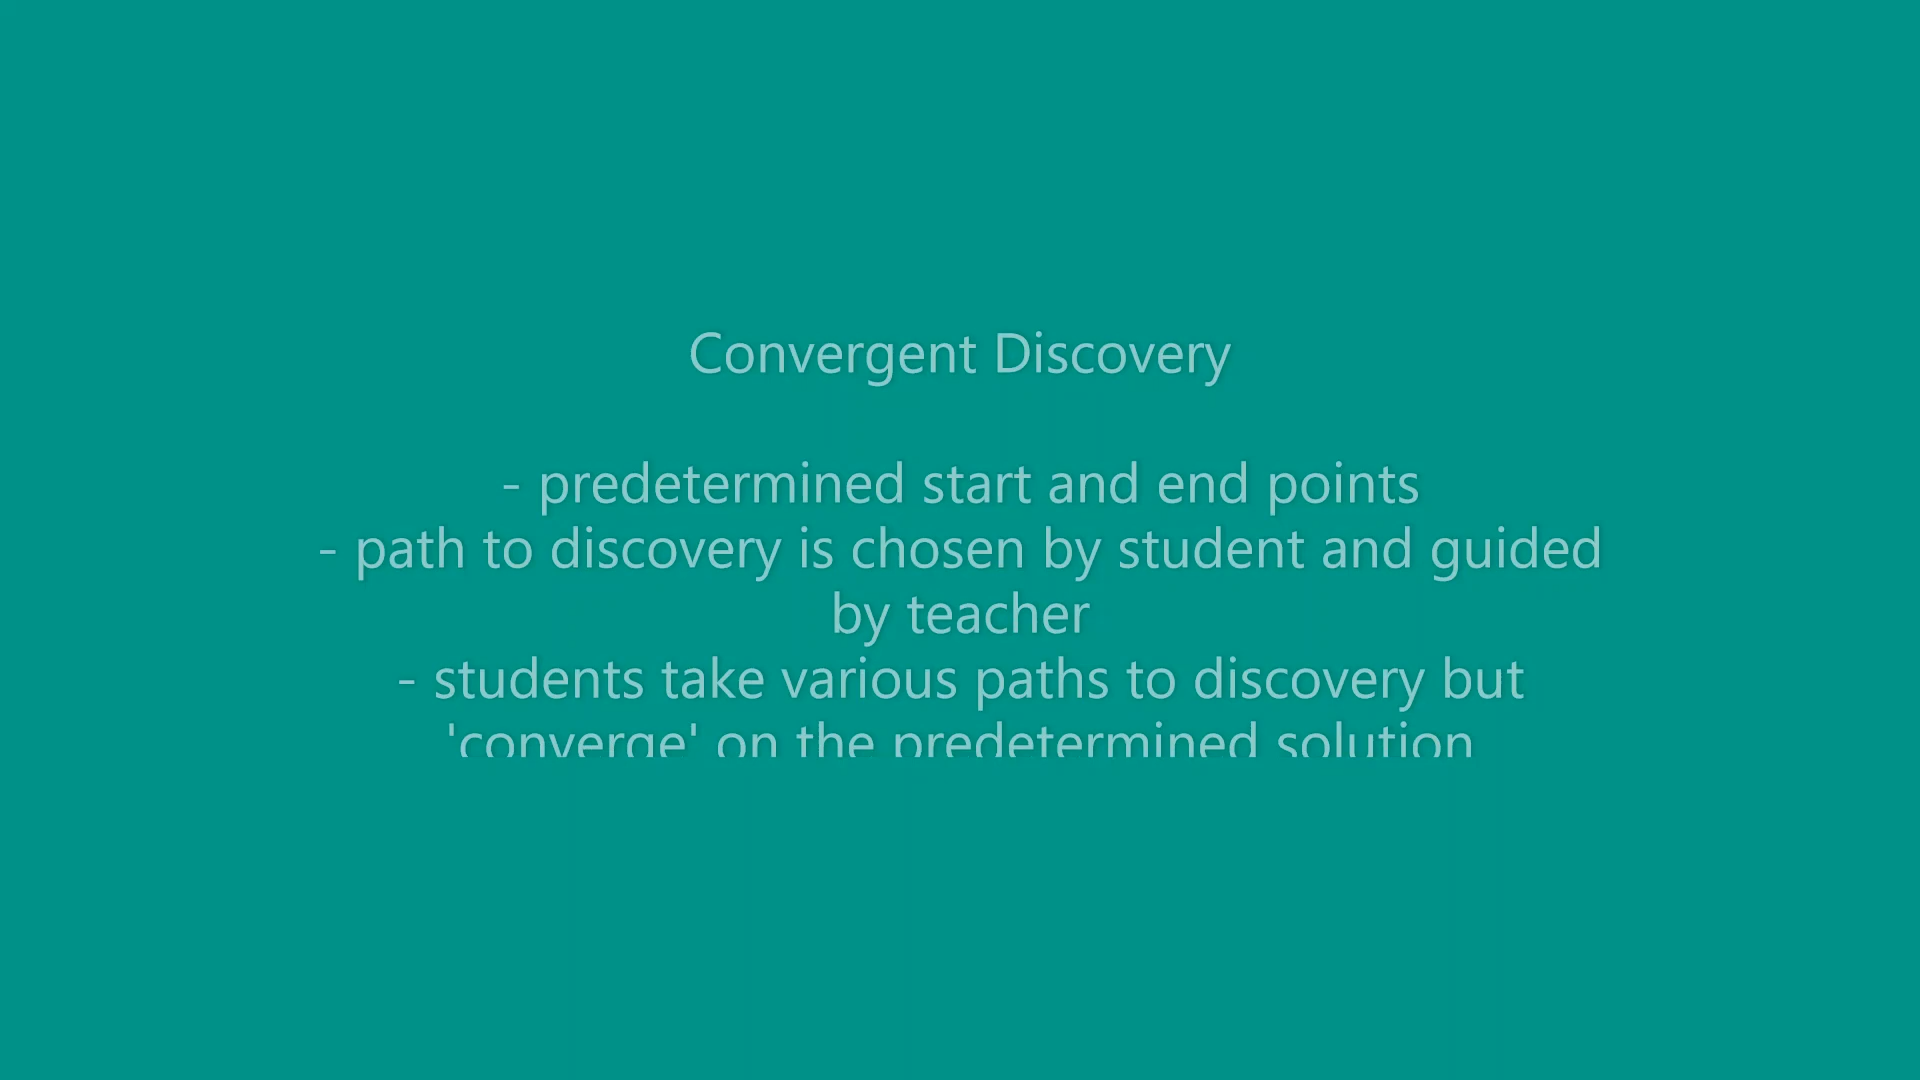 Convergent Discovery
- predetermined start and end points
- path to discovery is chosen by student and guided
by teacher
- students take various paths to discovery but
'converge' on the predetermined solution